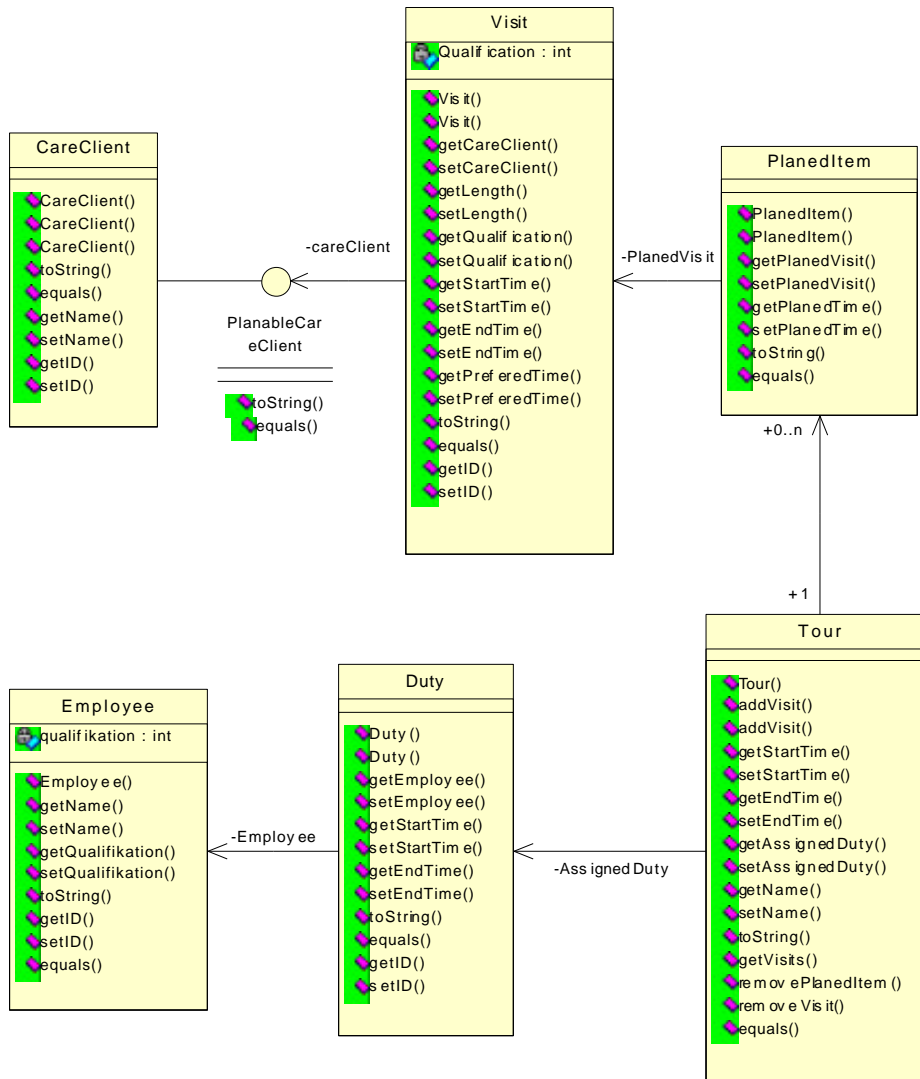 Visit
Qualification : int
Visit()
Visit()
getCareClient()
setCareClient()
getLength()
setLength()
getQualification()
setQualification()
getStartTime()
setStartTime()
getEndTime()
setEndTime()
getPreferedTime()
setPreferedTime()
toString()
equals()
getID()
setID()
CareClient
CareClient()
CareClient()
CareClient()
toString()
equals()
getName()
setName()
getID()
setID()
-careClient
PlanableCar
eClient
toString()
equals()
-PlanedVisit
PlanedItem
PlanedItem()
PlanedItem()
getPlanedVisit()
setPlanedVisit()
getPlanedTime()
setPlanedTime()
toString()
equals()
+0..n
+1
Tour
Tour()
addVisit()
addVisit()
getStartTime()
setStartTime()
getEndTime()
setEndTime()
getAssignedDuty()
setAssignedDuty()
getName()
setName()
toString()
getVisits()
removePlanedItem()
removeVisit()
equals()
-AssignedDuty
Duty
Duty()
Duty()
getEmployee()
setEmployee()
getStartTime()
setStartTime()
getEndTime()
setEndTime()
toString()
equals()
getID()
setID()
-Employee
Employee
qualifikation : int
Employee()
getName()
setName()
getQualifikation()
setQualifikation()
toString()
getID()
setID()
equals()